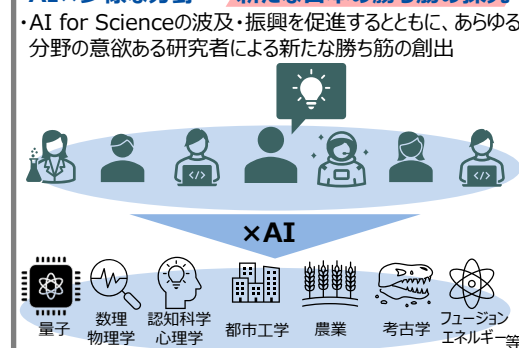 ・AI for Scienceの波及・振興を促進するとともに、あらゆる
分野の意欲ある研究者による新たな勝ち筋の創出
</>
</>
×AI
量子
数理
物理学
認知科学
心理学
都市工学
農業
考古学
フュージョン
エネルギー等